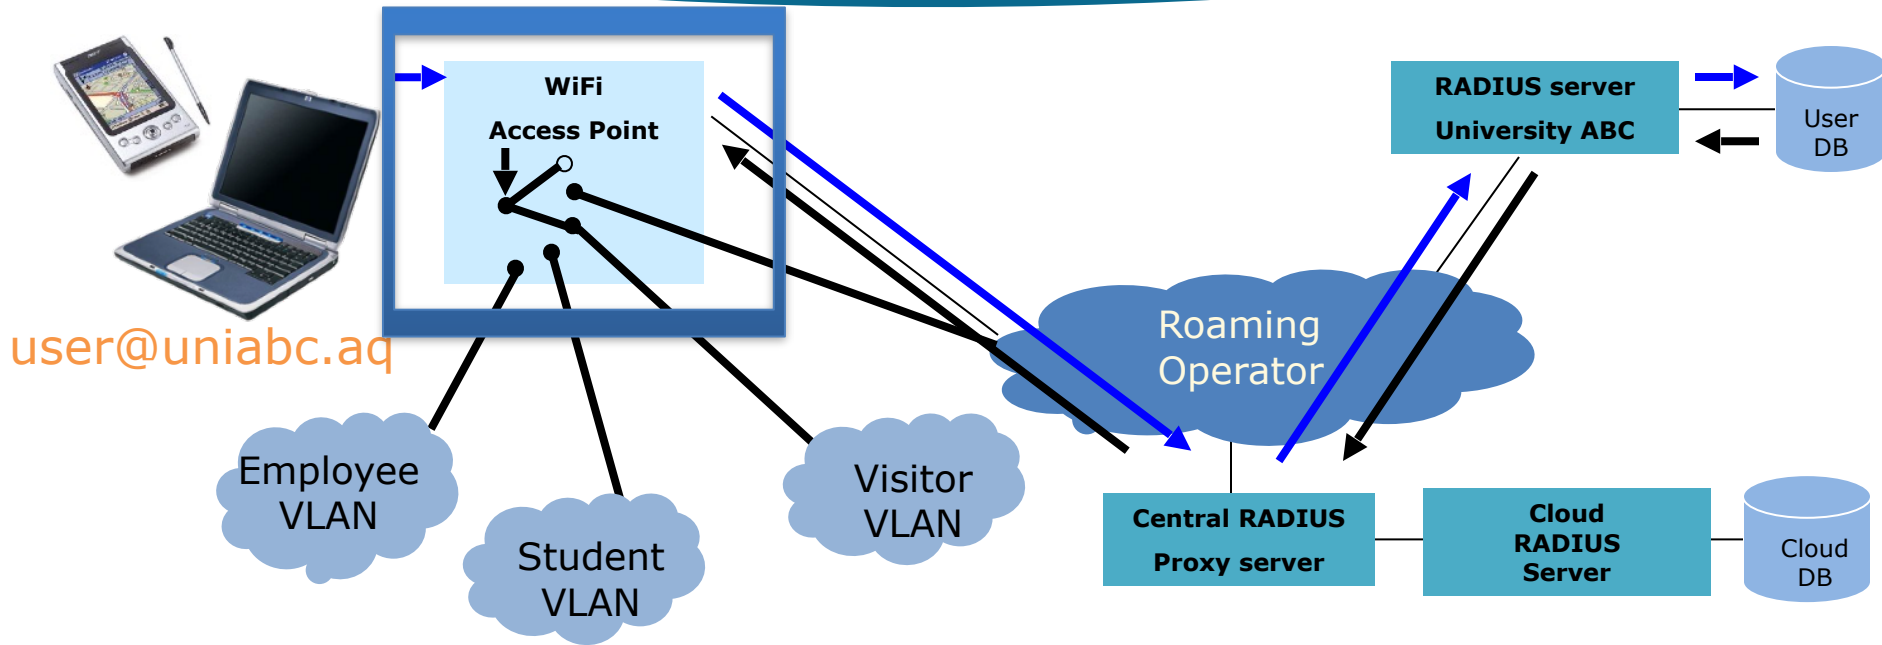 WiFi
Access Point
RADIUS server
University ABC
User
DB
user@uniabc.aq
Roaming
Operator
Employee
VLAN
Student
VLAN
Visitor
VLAN
Central RADIUS
Proxy server
Cloud
RADIUS
Server
Cloud
DB